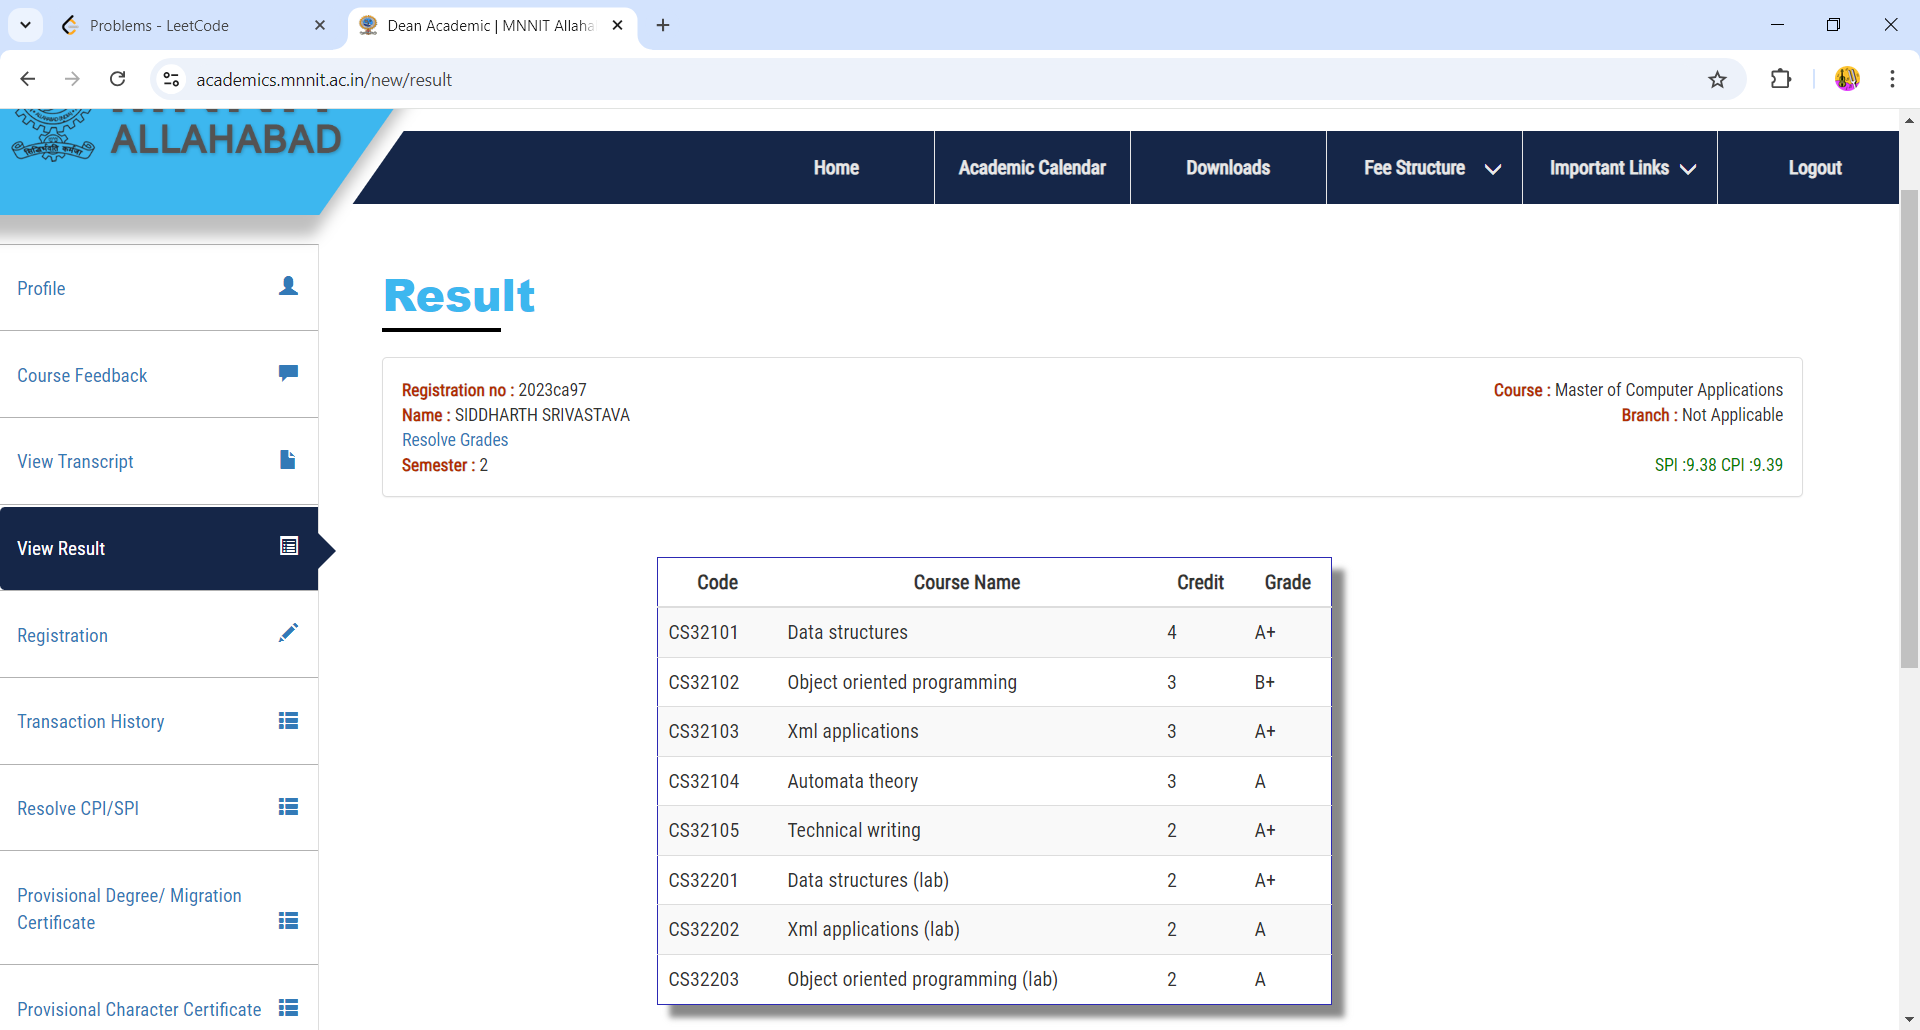 Problems - LeetCode
Dean Academic | MNNIT Allaha
academics.mnnit.ac.in/new/result
ALLAHABAD
Home
Academic Calendar
Downloads
Fee Structure
Important Links
Logout
Profile
Course Feedback
View Transcript
View Result
Registration
Transaction History
Resolve CPI/SPI
Provisional Degree/ Migration
Certificate
Provisional Character Certificate
Result
Registration no : 2023ca97
Name : SIDDHARTH SRIVASTAVA
Resolve Grades
Semester : 2
Course : Master of Computer Applications
Branch : Not Applicable
SPI :9.38 CPI :9.39
Code Course Name Credit Grade
CS32101 Data structures 4 A+
CS32102 Object oriented programming 3 B+
CS32103 Xml applications 3 A+
CS32104 Automata theory 3 A
CS32105 Technical writing 2 A+
CS32201 Data structures (lab) 2 A+
CS32202 Xml applications (lab) 2 A
CS32203 Object oriented programming (lab) 2 A